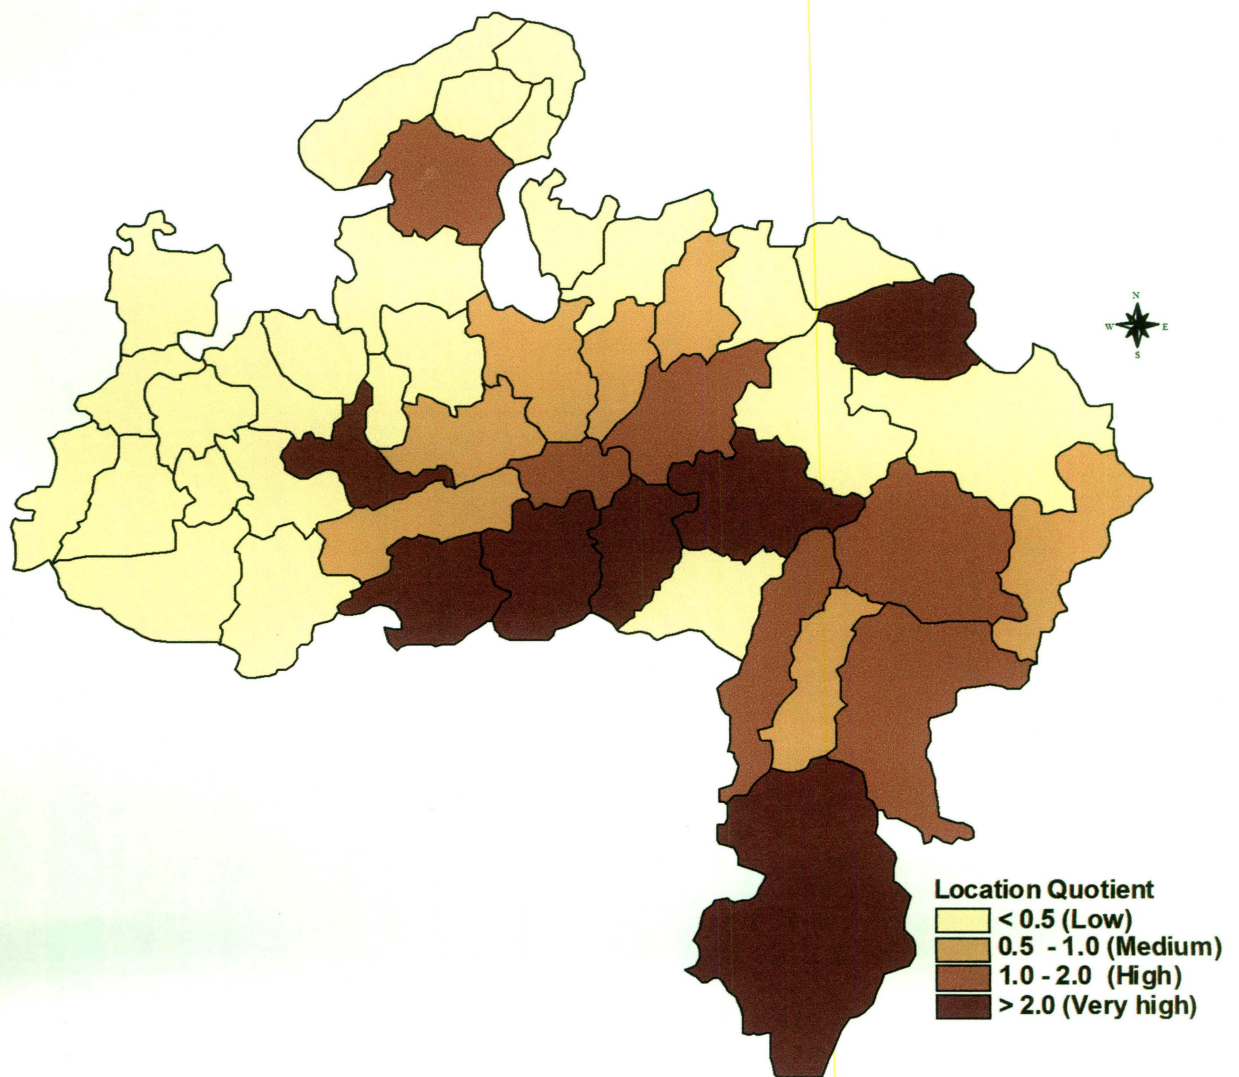 N
W E
S
Location Quotient
< 0.5 (Low)
0.5 - 1.0 (Medium)
1.0 - 2.0 (High)
> 2.0 (Very high)